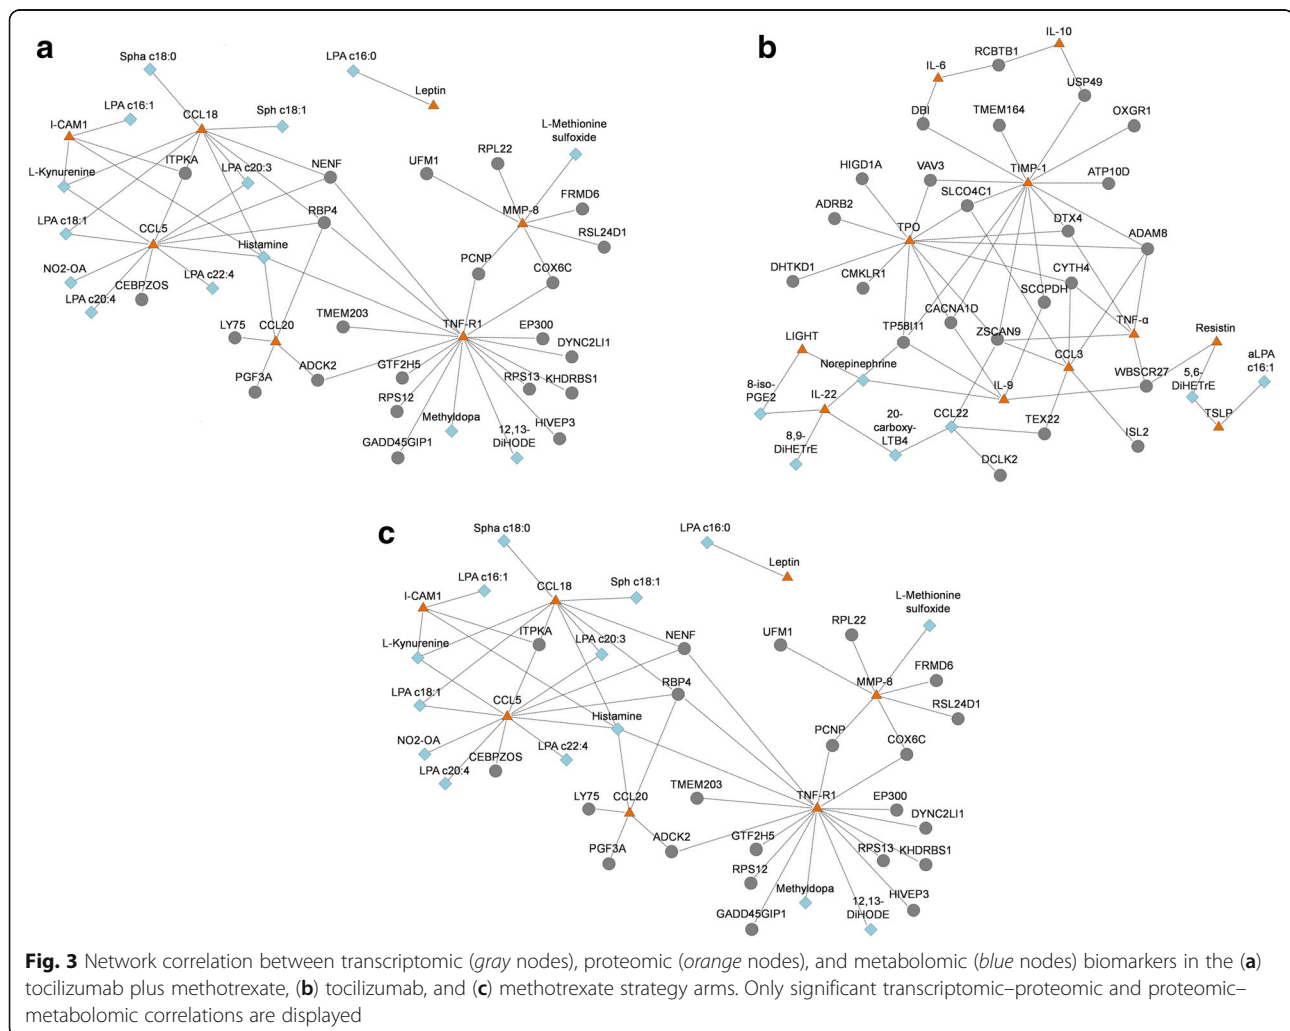 a
Spha c18:0
LPA c16:0
Leptin
LPA c16:1
CCL18
Sph c18:1
I-CAM1
L-Methionine
sulfoxide
ITPKA
NENF
UFM1
RPL22
L-Kynurenine
LPA c20:3
FRMD6
RBP4
MMP-8
LPA c18:1
CCL5
RSL24D1
Histamine
PCNP
NO2-OA
CEBPZOS
LPA c22:4
COX6C
LPA c20:4
LY75
CCL20
TMEM203
TNF-R1
EP300
DYNC2LI1
PGF3A
ADCK2
GTF2H5
RPS13
KHDRBS1
RPS12
Methyldopa
HIVEP3
GADD45GIP1
12,13-
DiHODE
b
IL-10
RCBTB1
IL-6
USP49
DBI
TMEM164
OXGR1
HIGD1A
VAV3
TIMP-1
ATP10D
SLCO4C1
ADRB2
TPO
DTX4
ADAM8
DHTKD1
CMKLR1
CYTH4
SCCPDH
CACNA1D
TNF-α
LIGHT
TP58I11
ZSCAN9
Resistin
Norepinephrine
CCL3
aLPA
c16:1
8-iso-
PGE2
IL-22
IL-9
WBSCR27
5,6-
DiHETrE
20-
carboxy-
LTB4
CCL22
TEX22
TSLP
8,9-
DiHETrE
ISL2
DCLK2
c
Spha c18:0
LPA c16:0
Leptin
LPA c16:1
CCL18
Sph c18:1
I-CAM1
L-Methionine
sulfoxide
ITPKA
NENF
UFM1
RPL22
L-Kynurenine
LPA c20:3
FRMD6
RBP4
MMP-8
LPA c18:1
CCL5
RSL24D1
Histamine
PCNP
NO2-OA
CEBPZOS
LPA c22:4
COX6C
LPA c20:4
LY75
CCL20
TMEM203
TNF-R1
EP300
DYNC2LI1
PGF3A
ADCK2
GTF2H5
RPS13
KHDRBS1
RPS12
Methyldopa
HIVEP3
GADD45GIP1
12,13-
DiHODE
Fig. 3 Network correlation between transcriptomic (gray nodes), proteomic (orange nodes), and metabolomic (blue nodes) biomarkers in the (a)
tocilizumab plus methotrexate, (b) tocilizumab, and (c) methotrexate strategy arms. Only significant transcriptomic–proteomic and proteomic–
metabolomic correlations are displayed